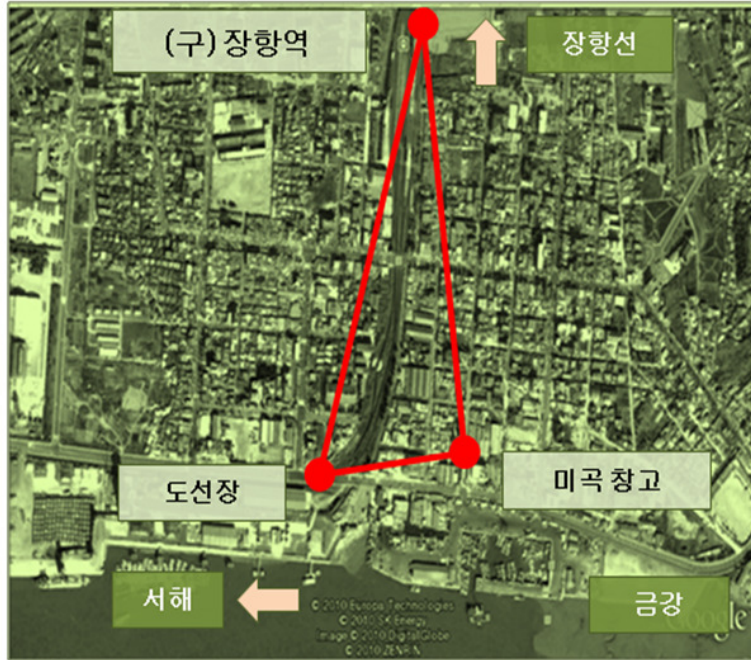 (구) 장항역
장항선
도선장
미곡 창고
서해
금강
© 2010 Europa Technologies
© 2010 SK Energy
Image © 2010 DigitalGlobe
© 2010 ZENRIN
Google